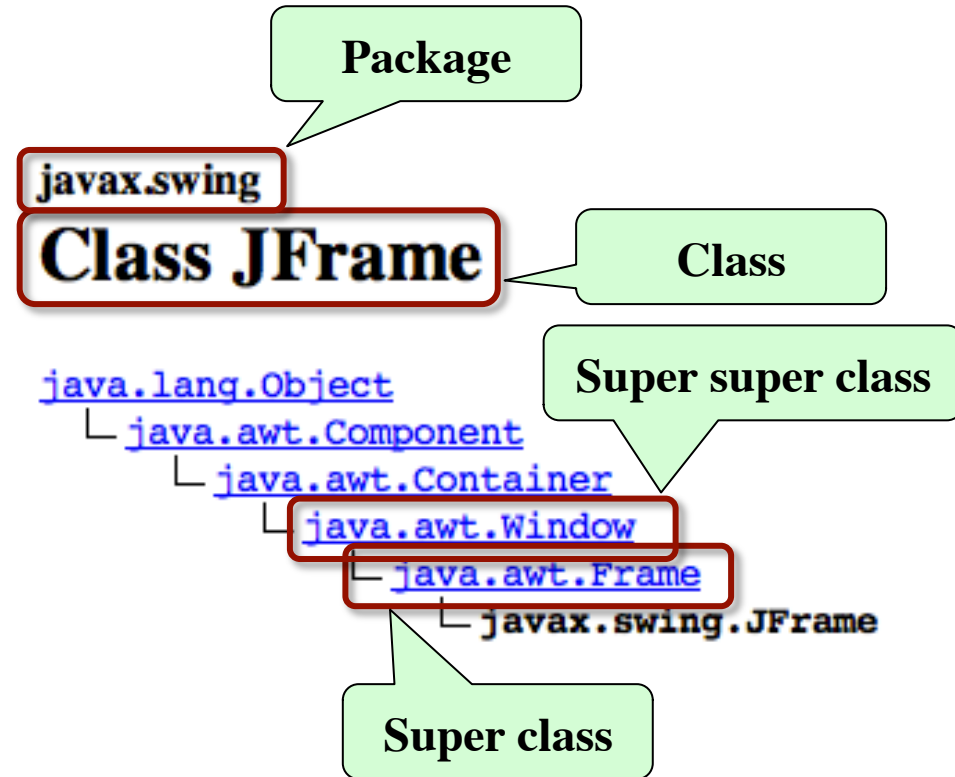 Package
javax.swing
Class JFrame
Class
Super super class
java.lang.Object
java.awt.Component
java.awt.Container
java.awt.Window
java.awt.Frame
javax.swing.JFrame
Super class